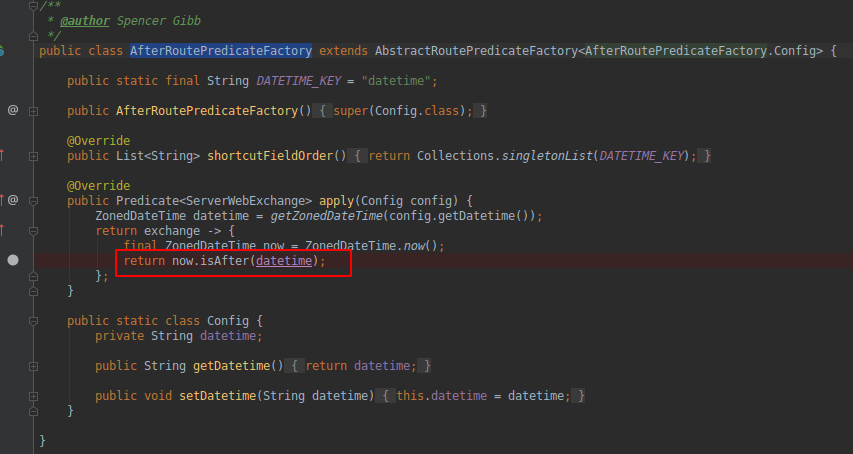 /**
 * @author Spencer Gibb
 */
public class AfterRoutePredicateFactory extends AbstractRoutePredicateFactory<AfterRoutePredicateFactory.Config> {
public static final String DATETIME_KEY = "datetime";
public AfterRoutePredicateFactory() { super(Config.class); }
@Override
public List<String> shortcutFieldOrder() { return Collections.singletonList(DATETIME_KEY); }
@Override
public Predicate<ServerWebExchange> apply(Config config) {
ZonedDateTime datetime = getZonedDateTime(config.getDatetime());
return exchange -> {
final ZonedDateTime now = ZonedDateTime.now();
return now.isAfter(datetime);
};
}
public static class Config {
private String datetime;
public String getDatetime() { return datetime; }
public void setDatetime(String datetime) { this.datetime = datetime; }
}
}